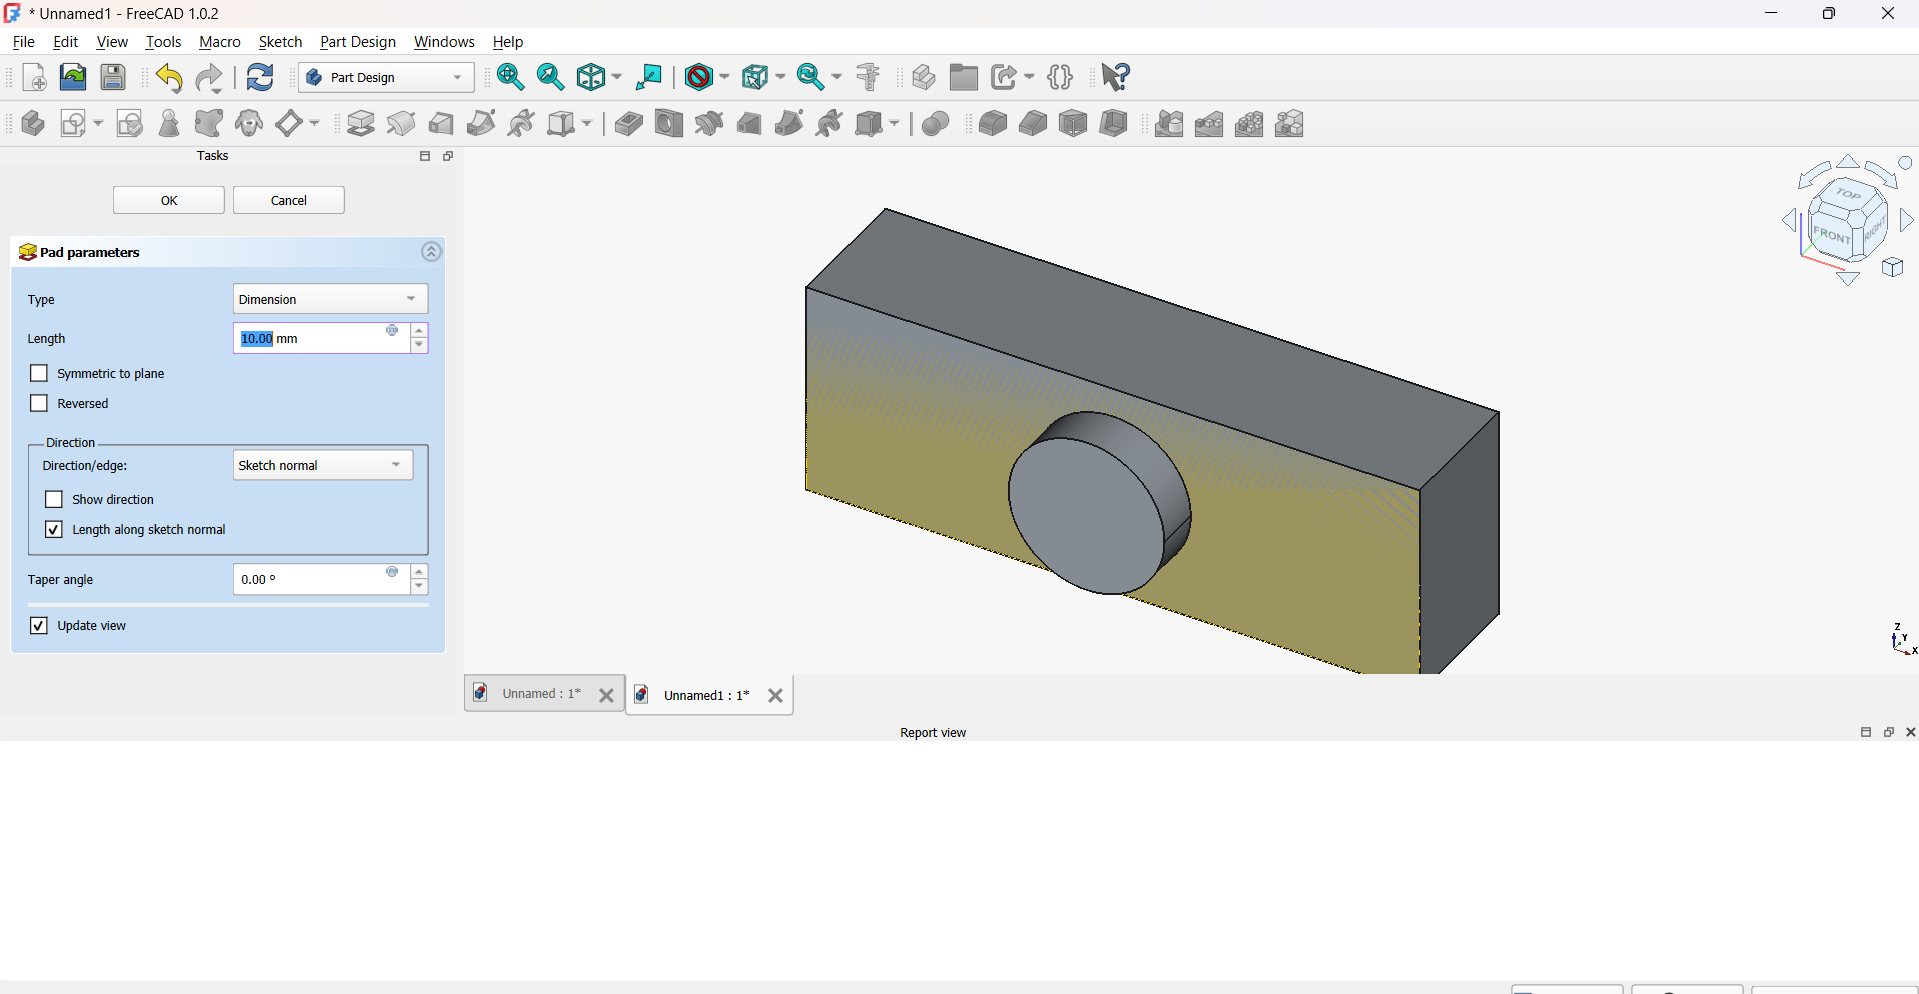 * Unnamed1 - FreeCAD 1.0.2
File Edit View Tools Macro Sketch Part Design Windows Help
Part Design
Tasks
OK Cancel
Pad parameters
Type Dimension
Length 10.00 mm
Symmetric to plane
Reversed
Direction
Direction/edge: Sketch normal
Show direction
Length along sketch normal
Taper angle 0.00 °
Update view
TOP
FRONT RIGHT
Z
Y
X
Unnamed : 1*
Unnamed1 : 1*
Report view